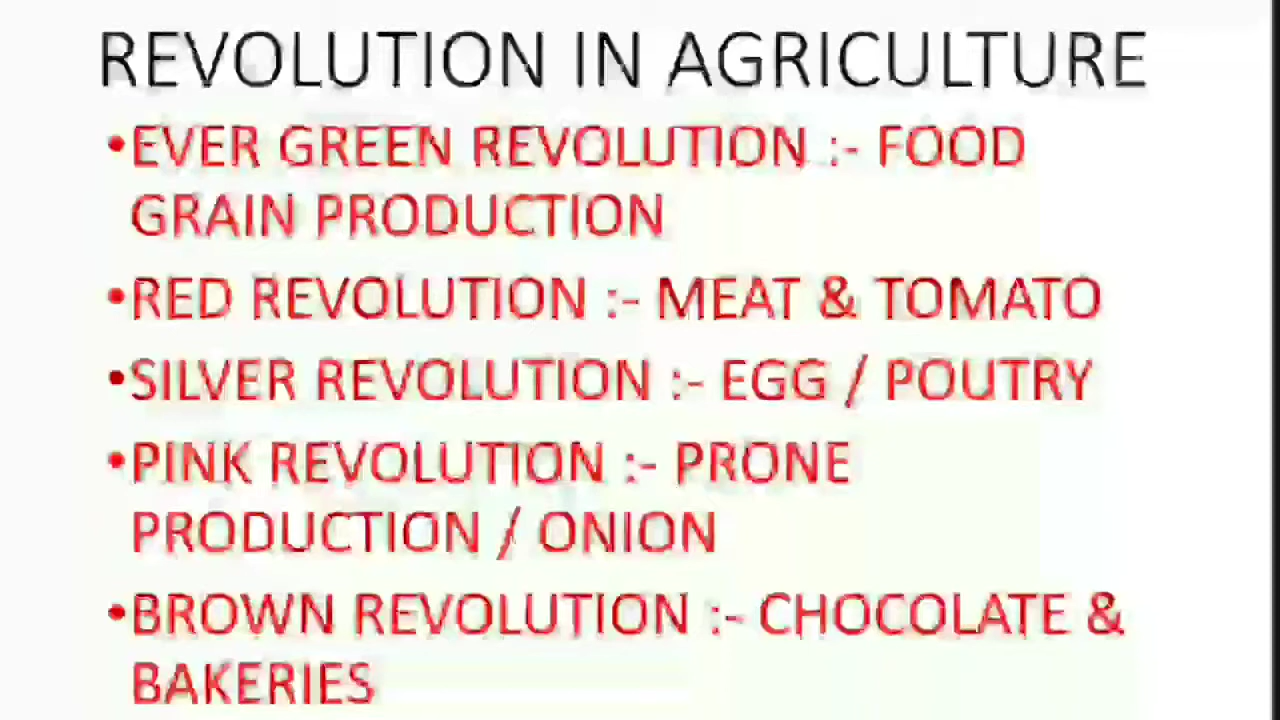 REVOLUTION IN AGRICULTURE
•EVER GREEN REVOLUTION :- FOOD
GRAIN PRODUCTION
•RED REVOLUTION :- MEAT & TOMATO
•SILVER REVOLUTION :- EGG / POUTRY
•PINK REVOLUTION :- PRONE
PRODUCTION / ONION
•BROWN REVOLUTION :- CHOCOLATE &
BAKERIES